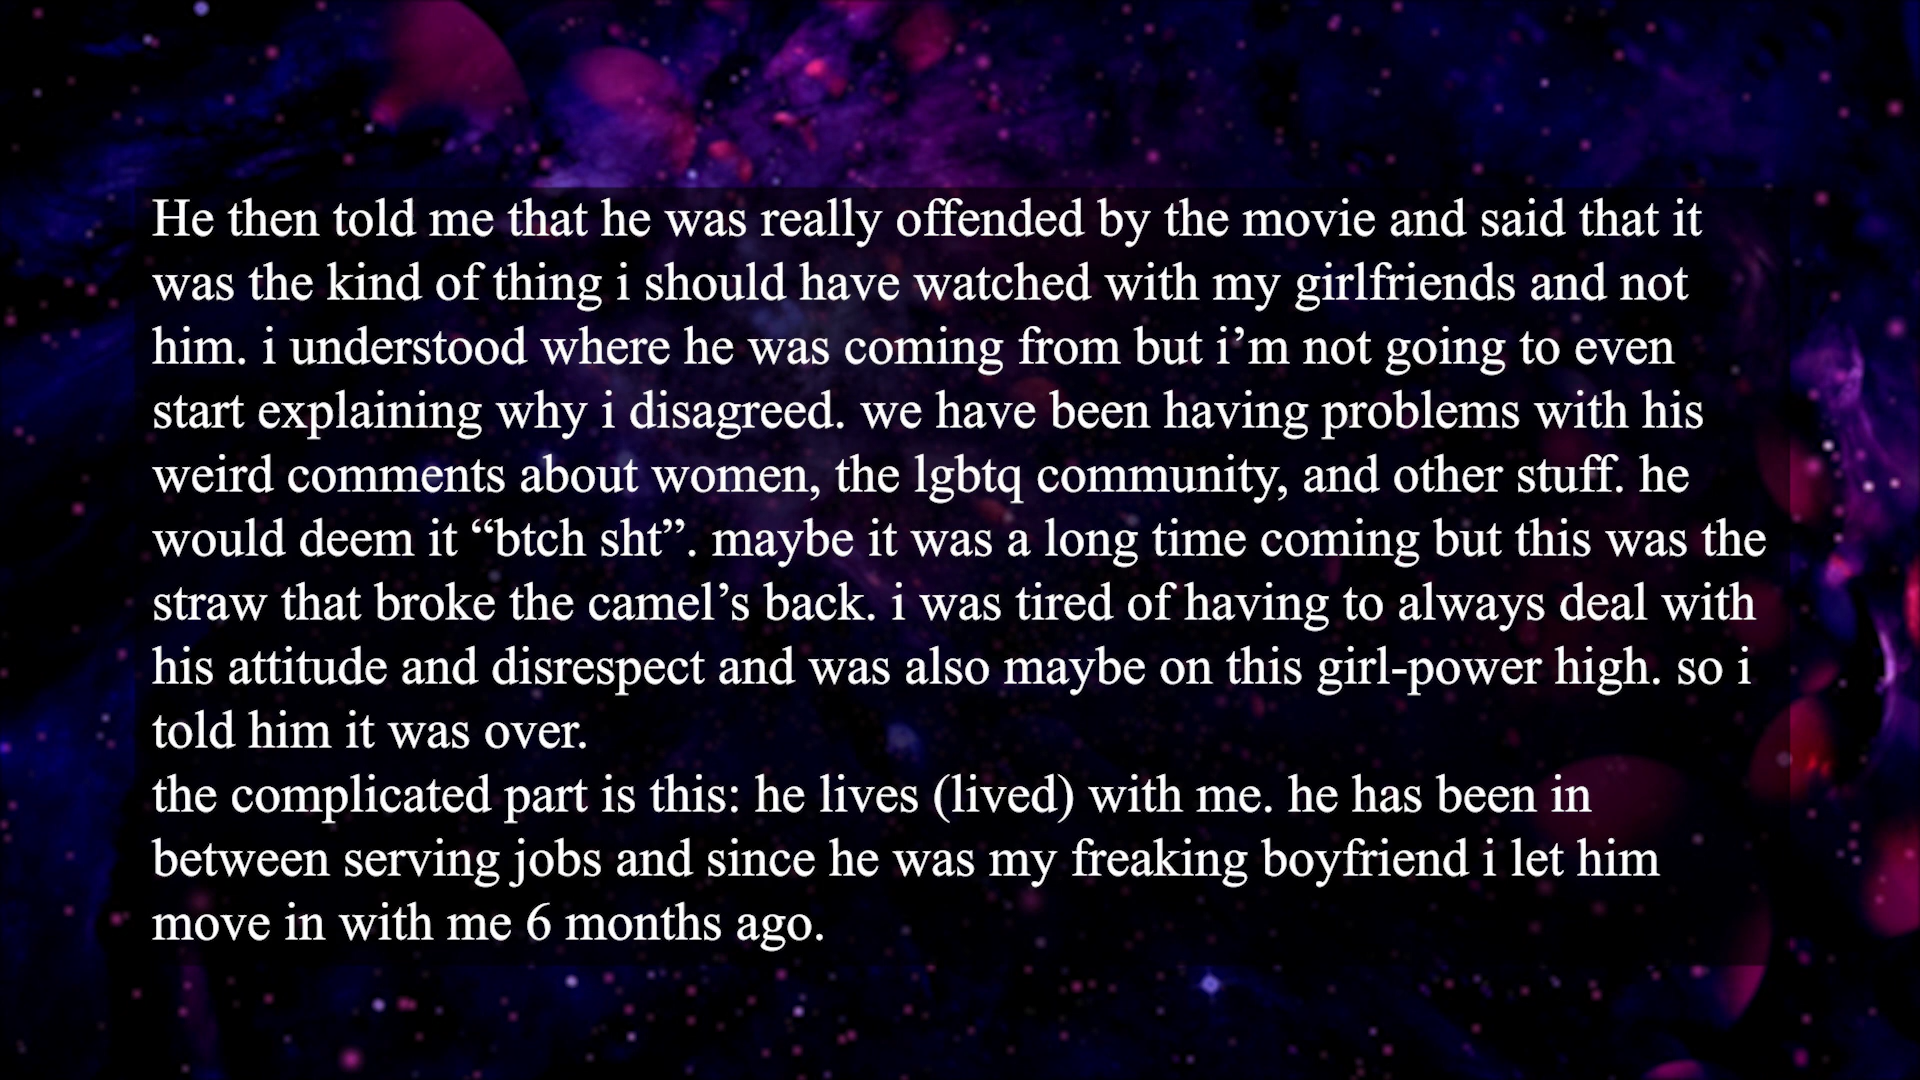 He then told me that he was really offended by the movie and said that it
was the kind of thing i should have watched with my girlfriends and not
him. i understood where he was coming from but i’m not going to even
start explaining why i disagreed. we have been having problems with his
weird comments about women, the lgbtq community, and other stuff. he
would deem it “btch sht”. maybe it was a long time coming but this was the
straw that broke the camel’s back. i was tired of having to always deal with
his attitude and disrespect and was also maybe on this girl-power high. so i
told him it was over.
the complicated part is this: he lives (lived) with me. he has been in
between serving jobs and since he was my freaking boyfriend i let him
move in with me 6 months ago.